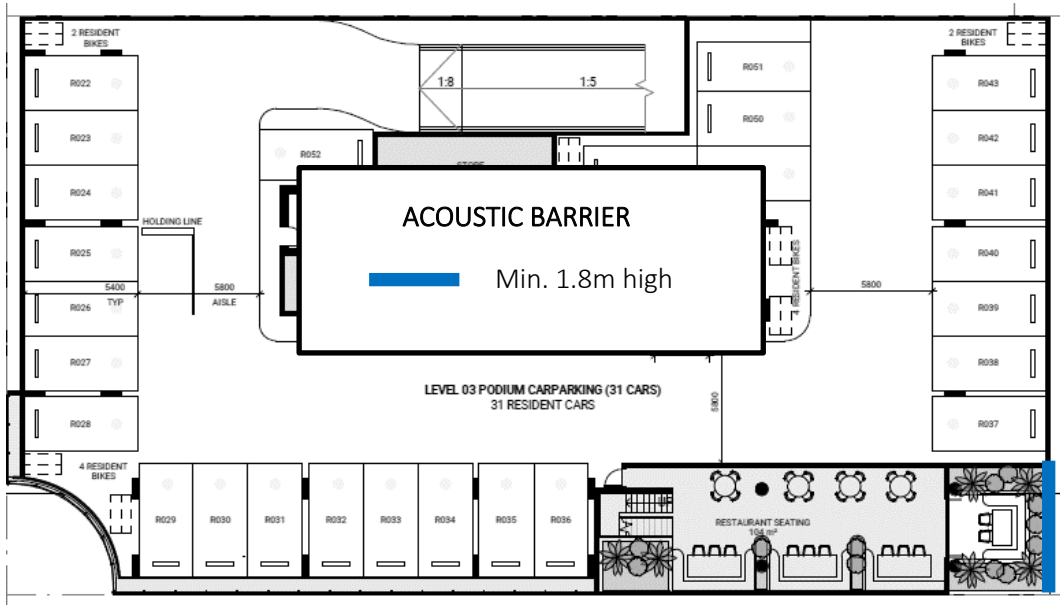 2 RESIDENT
BIKES
2 RESIDENT
BIKES
R022
1:8
1:5
R051
R043
R023
R050
R042
R052
R024
R041
ACOUSTIC BARRIER
HOLDING LINE
R025
R040
Min. 1.8m high
4 RESIDENT BIKES
5400
TYP
5800
AISLE
5800
R026
R039
R027
R038
LEVEL 03 PODIUM CARPARKING (31 CARS)
31 RESIDENT CARS
5800
R028
R037
4 RESIDENT
BIKES
R029
R030
R031
R032
R033
R034
R035
R036
RESTAURANT SEATING
104 m²